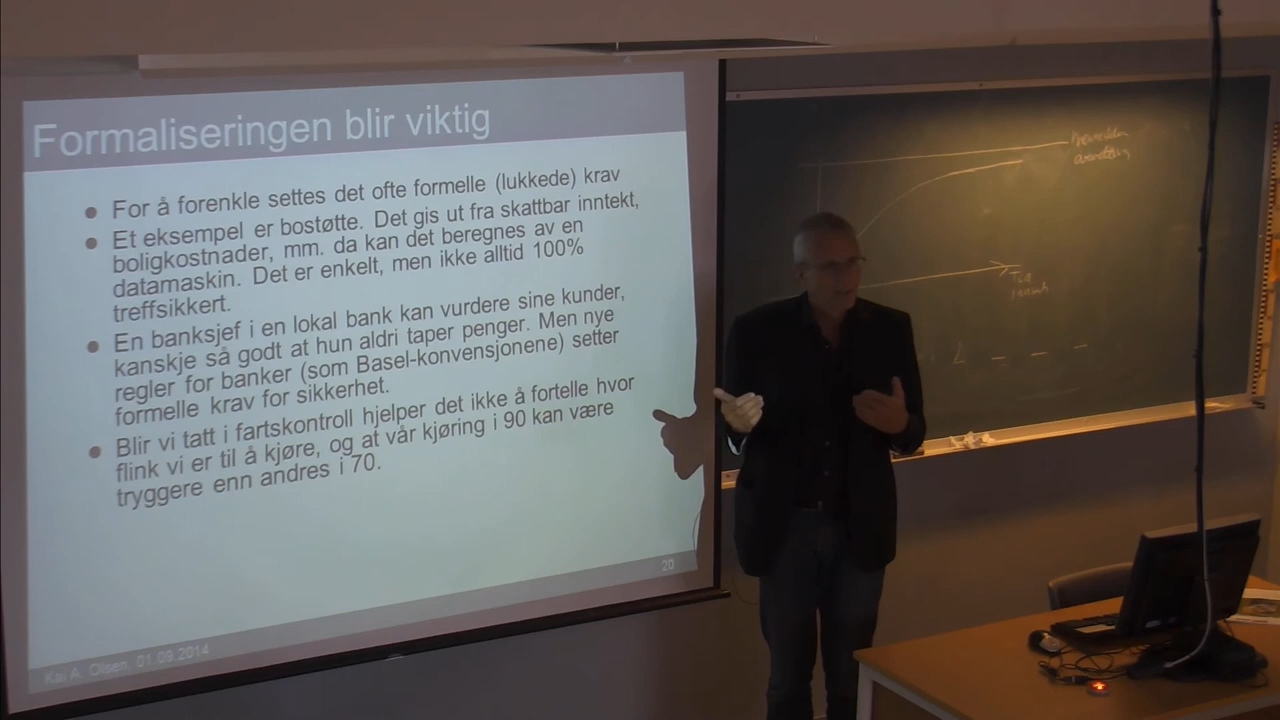 Formaliseringen blir viktig
For å forenkle settes det ofte formelle (lukkede) krav
Et eksempel er bostøtte. Det gis ut fra skattbar inntekt,
boligkostnader, mm. da kan det beregnes av en
datamaskin. Det er enkelt, men ikke alltid 100%
treffsikkert.
En banksjef i en lokal bank kan vurdere sine kunder,
kanskje så godt at hun aldri taper penger. Men nye
regler for banker (som Basel-konvensjonene) setter
formelle krav for sikkerhet.
Blir vi tatt i fartskontroll hjelper det ikke å fortelle hvor
flink vi er til å kjøre, og at vår kjøring i 90 kan være
tryggere enn andres i 70.
20
Kai A. Olsen, 01.09.2014